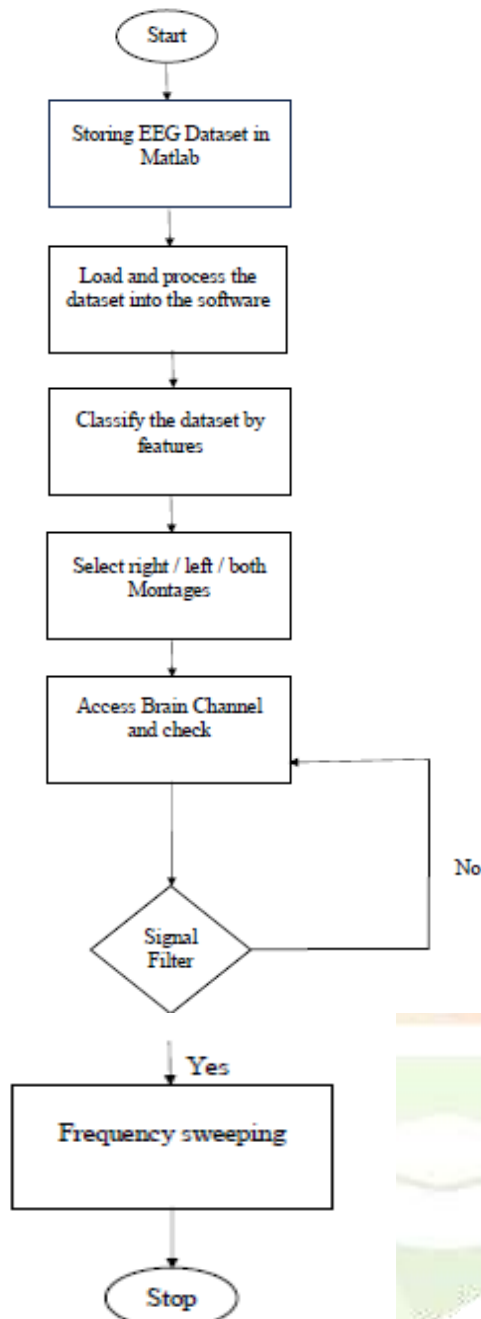 Start
Storing EEG Dataset in
Matlab
Load and process the
dataset into the software
Classify the dataset by
features
Select right / left / both
Montages
Access Brain Channel
and check
No
Signal
Filter
Yes
Frequency sweeping
Stop